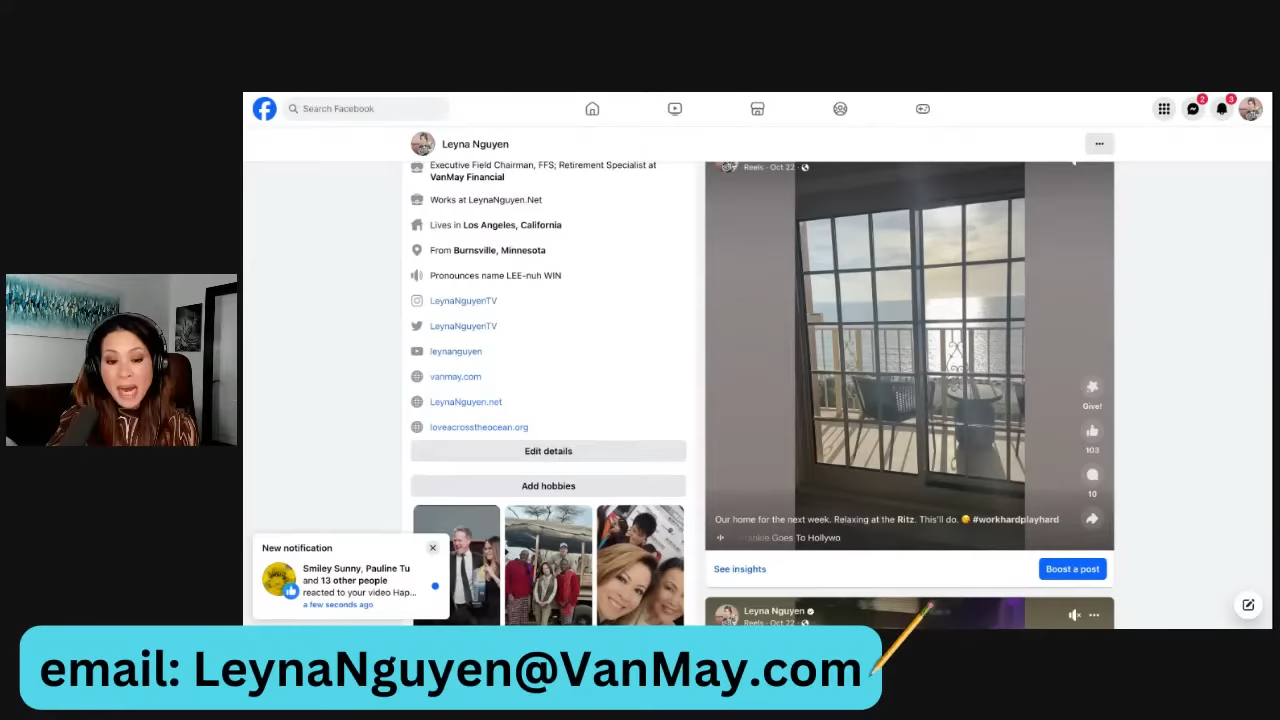 Search Facebook
2
3
Leyna Nguyen
Executive Field Chairman, FFS; Retirement Specialist at
VanMay Financial
Works at LeynaNguyen.Net
Lives in Los Angeles, California
From Burnsville, Minnesota
Pronounces name LEE-nuh WIN
LeynaNguyenTV
LeynaNguyenTV
leynanguyen
vanmay.com
LeynaNguyen.net
loveacrosstheocean.org
Edit details
Add hobbies
Reels · Oct 22 ·
Give!
103
10
Our home for the next week. Relaxing at the Ritz. This'll do. 😀 #workhardplayhard
Frankie Goes To Hollywo
See insights
Boost a post
Leyna Nguyen
Reels · Oct 22 ·
New notification
Smiley Sunny, Pauline Tu
and 13 other people
reacted to your video Hap...
a few seconds ago
email: LeynaNguyen@VanMay.com